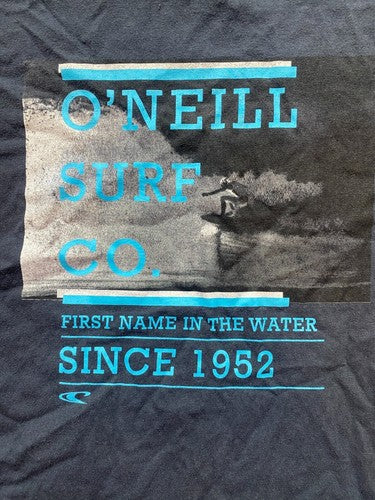 O'NEILL
SURF
CO.
FIRST NAME IN THE WATER
SINCE 1952